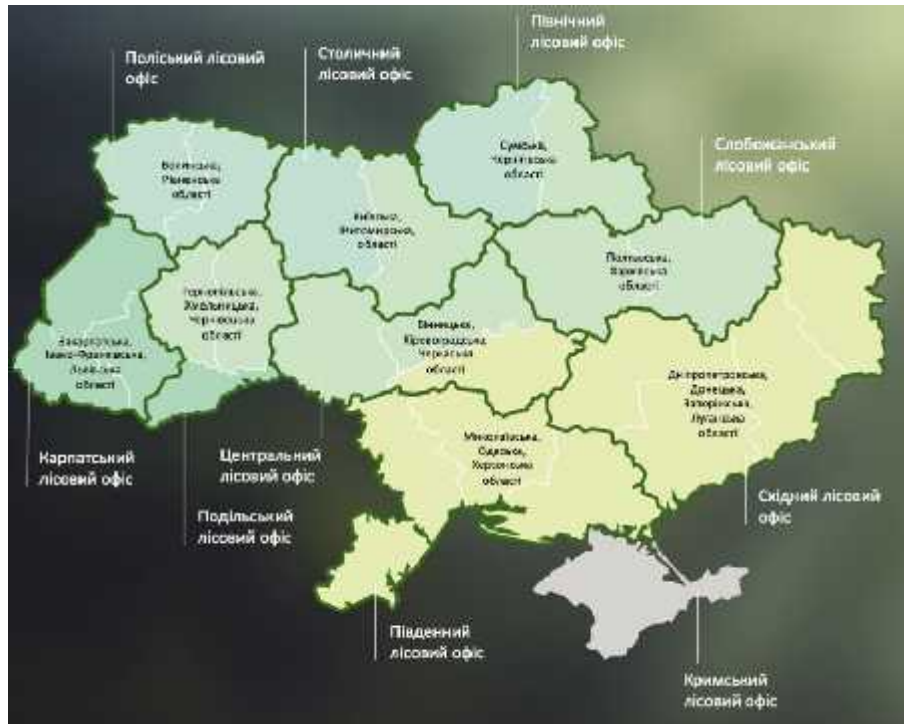 Північний
лісовий офіс
Столичний
лісовий офіс
Поліський лісовий
офіс
Слобожанський
лісовий офіс
Волинська,
Рівненська
області
Сумська,
Чернігівська
області
Київська,
Житомирська,
області
Полтавська,
Харківська
області
Тернопільська,
Хмельницька,
Чернівецька
області
Вінницька,
Кіровоградська,
Черкаська
області
Закарпатська,
Івано-Франківська,
Львівська
області
Дніпропетровська,
Донецька,
Запорізька,
Луганська
області
Миколаївська,
Одеська,
Херсонська
області
Карпатський
лісовий офіс
Центральний
лісовий офіс
Подільський
лісовий офіс
Східний лісовий
офіс
Південний
лісовий офіс
Кримський
лісовий офіс